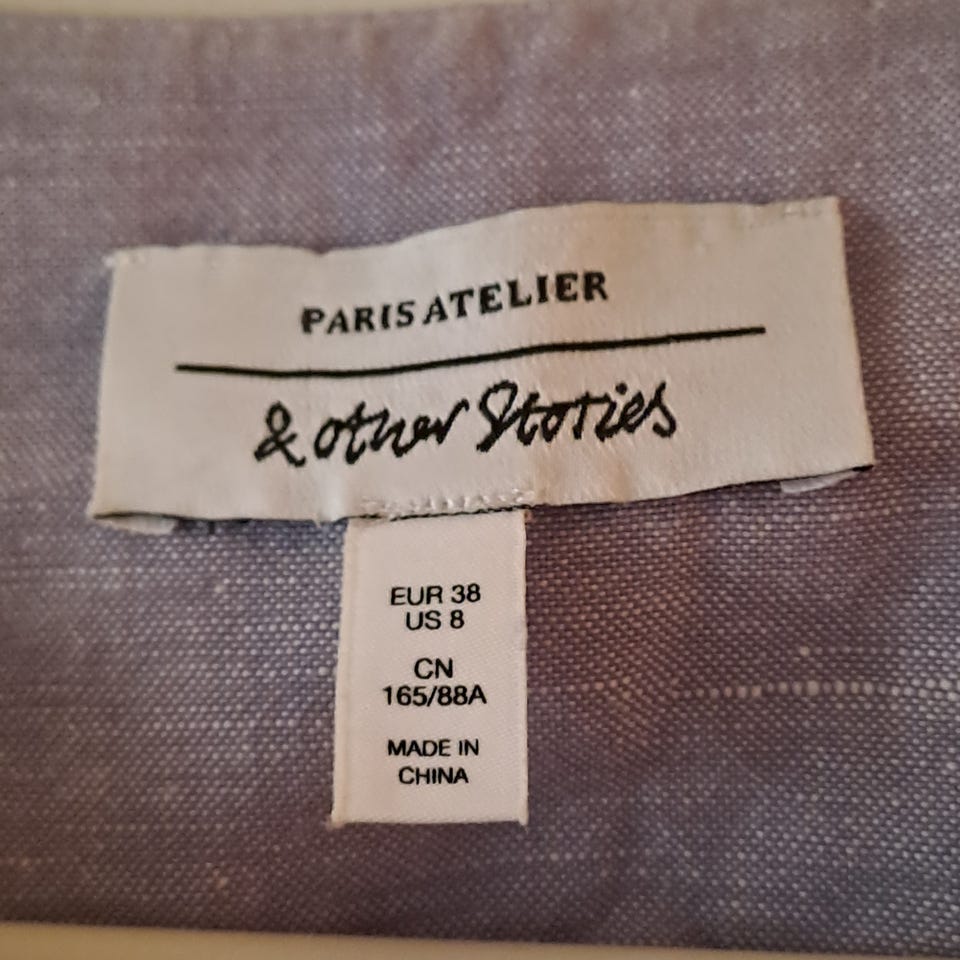 PARIS ATELIER
& other Stories
EUR 38
US 8
CN
165/88A
MADE IN
CHINA